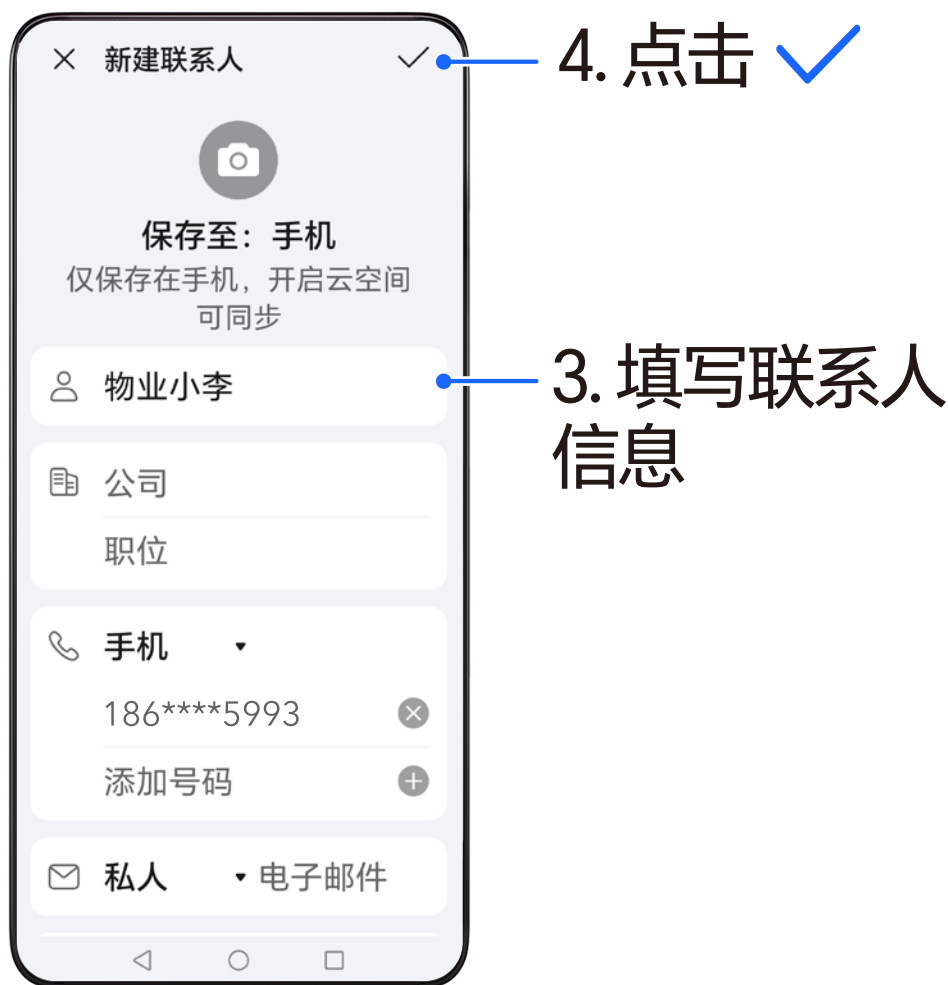 新建联系人
4. 点击
保存至：手机
仅保存在手机，开启云空间
可同步
物业小李
3. 填写联系人
信息
公司
职位
手机
186****5993
添加号码
私人 电子邮件